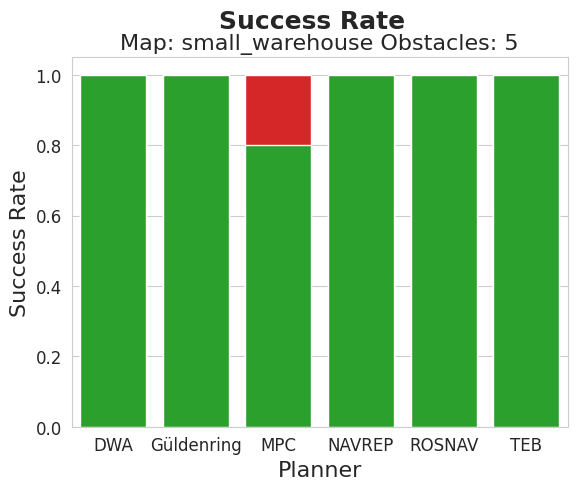 Success Rate
Map: small_warehouse Obstacles: 5
Success Rate
1.0
0.8
0.6
0.4
0.2
0.0
DWA Güldenring MPC NAVREP ROSNAV TEB
Planner